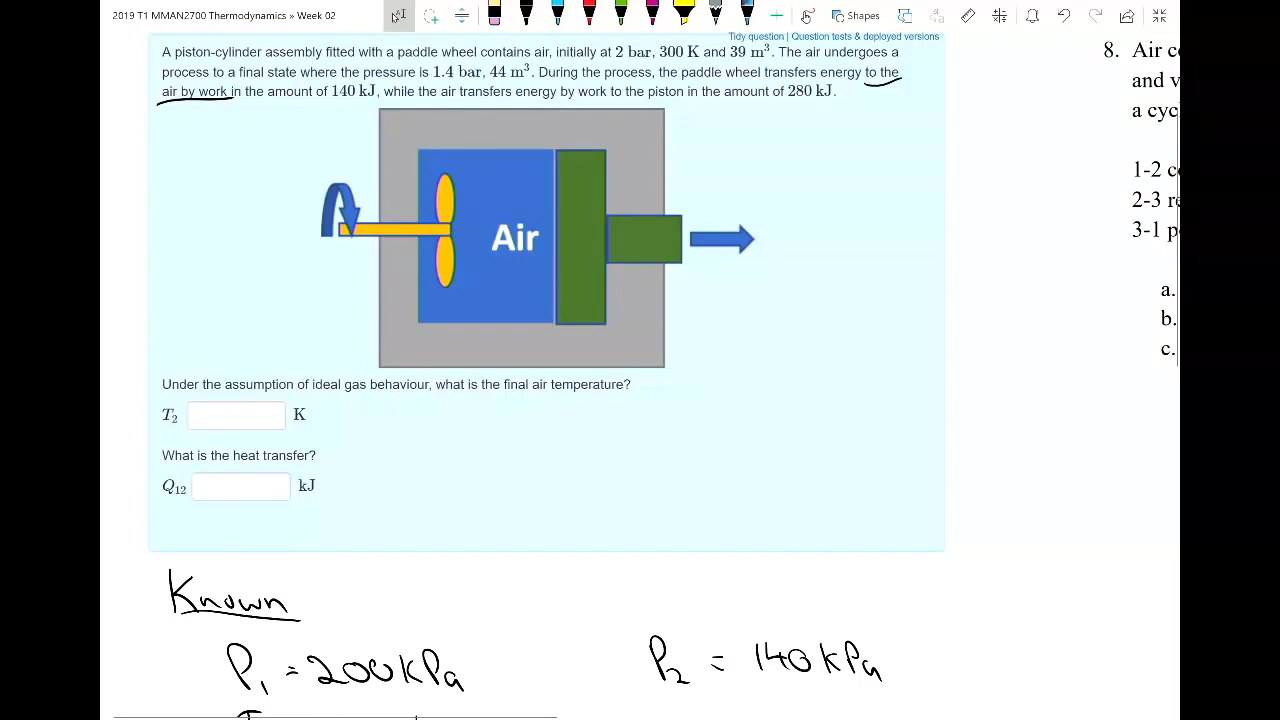 2019 T1 MMAN2700 Thermodynamics » Week 02
Shapes
Tidy question | Question tests & deployed versions
A piston-cylinder assembly fitted with a paddle wheel contains air, initially at 2 bar, 300 K and 39 m³. The air undergoes a
process to a final state where the pressure is 1.4 bar, 44 m³. During the process, the paddle wheel transfers energy to the
air by work in the amount of 140 kJ, while the air transfers energy by work to the piston in the amount of 280 kJ.
Air
Under the assumption of ideal gas behaviour, what is the final air temperature?
T₂ K
What is the heat transfer?
Q₁₂ kJ
Known
P₁ = 200kPa
P₂ = 140kPa
8. Air
and v
a cyc
1-2
2-3
3-1 p
a.
b.
c.